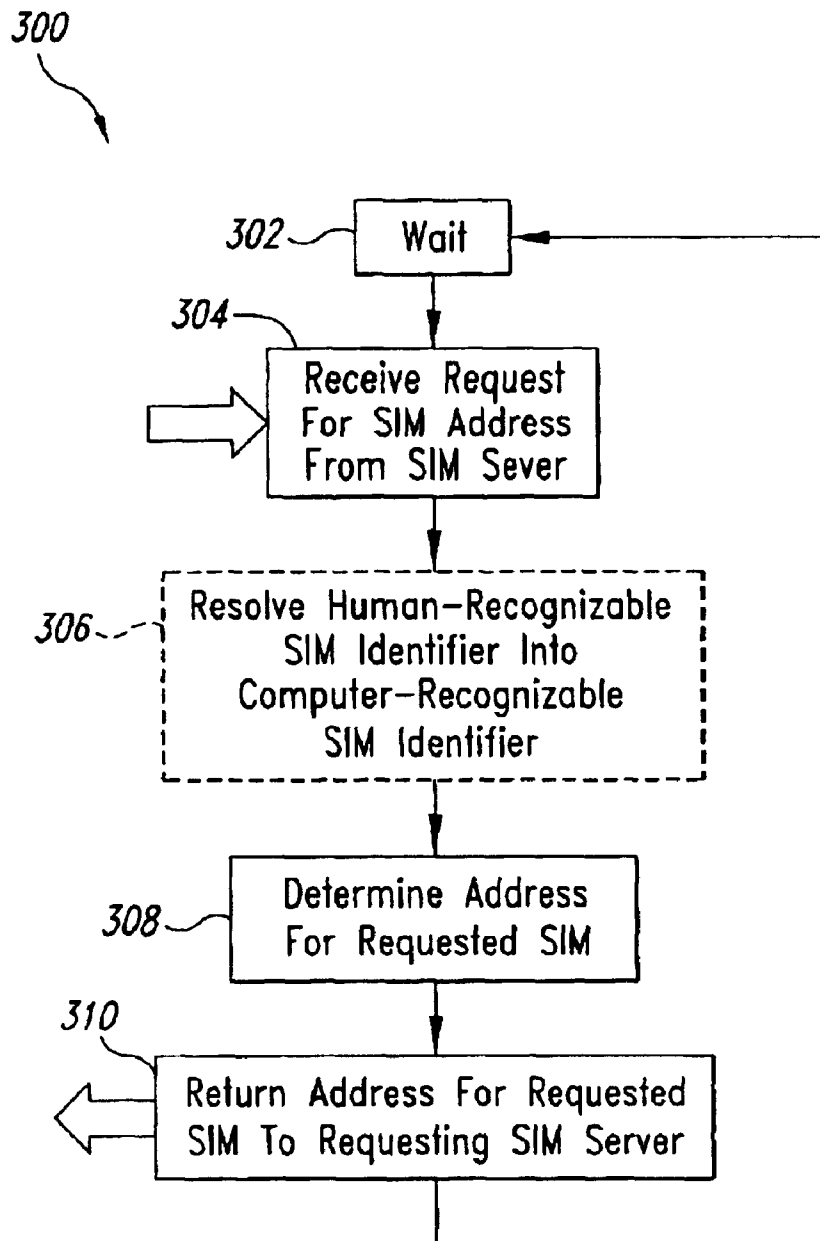 300
302
Wait
304
Receive Request
For SIM Address
From SIM Sever
306
Resolve Human-Recognizable
SIM Identifier Into
Computer-Recognizable
SIM Identifier
308
Determine Address
For Requested SIM
310
Return Address For Requested
SIM To Requesting SIM Server